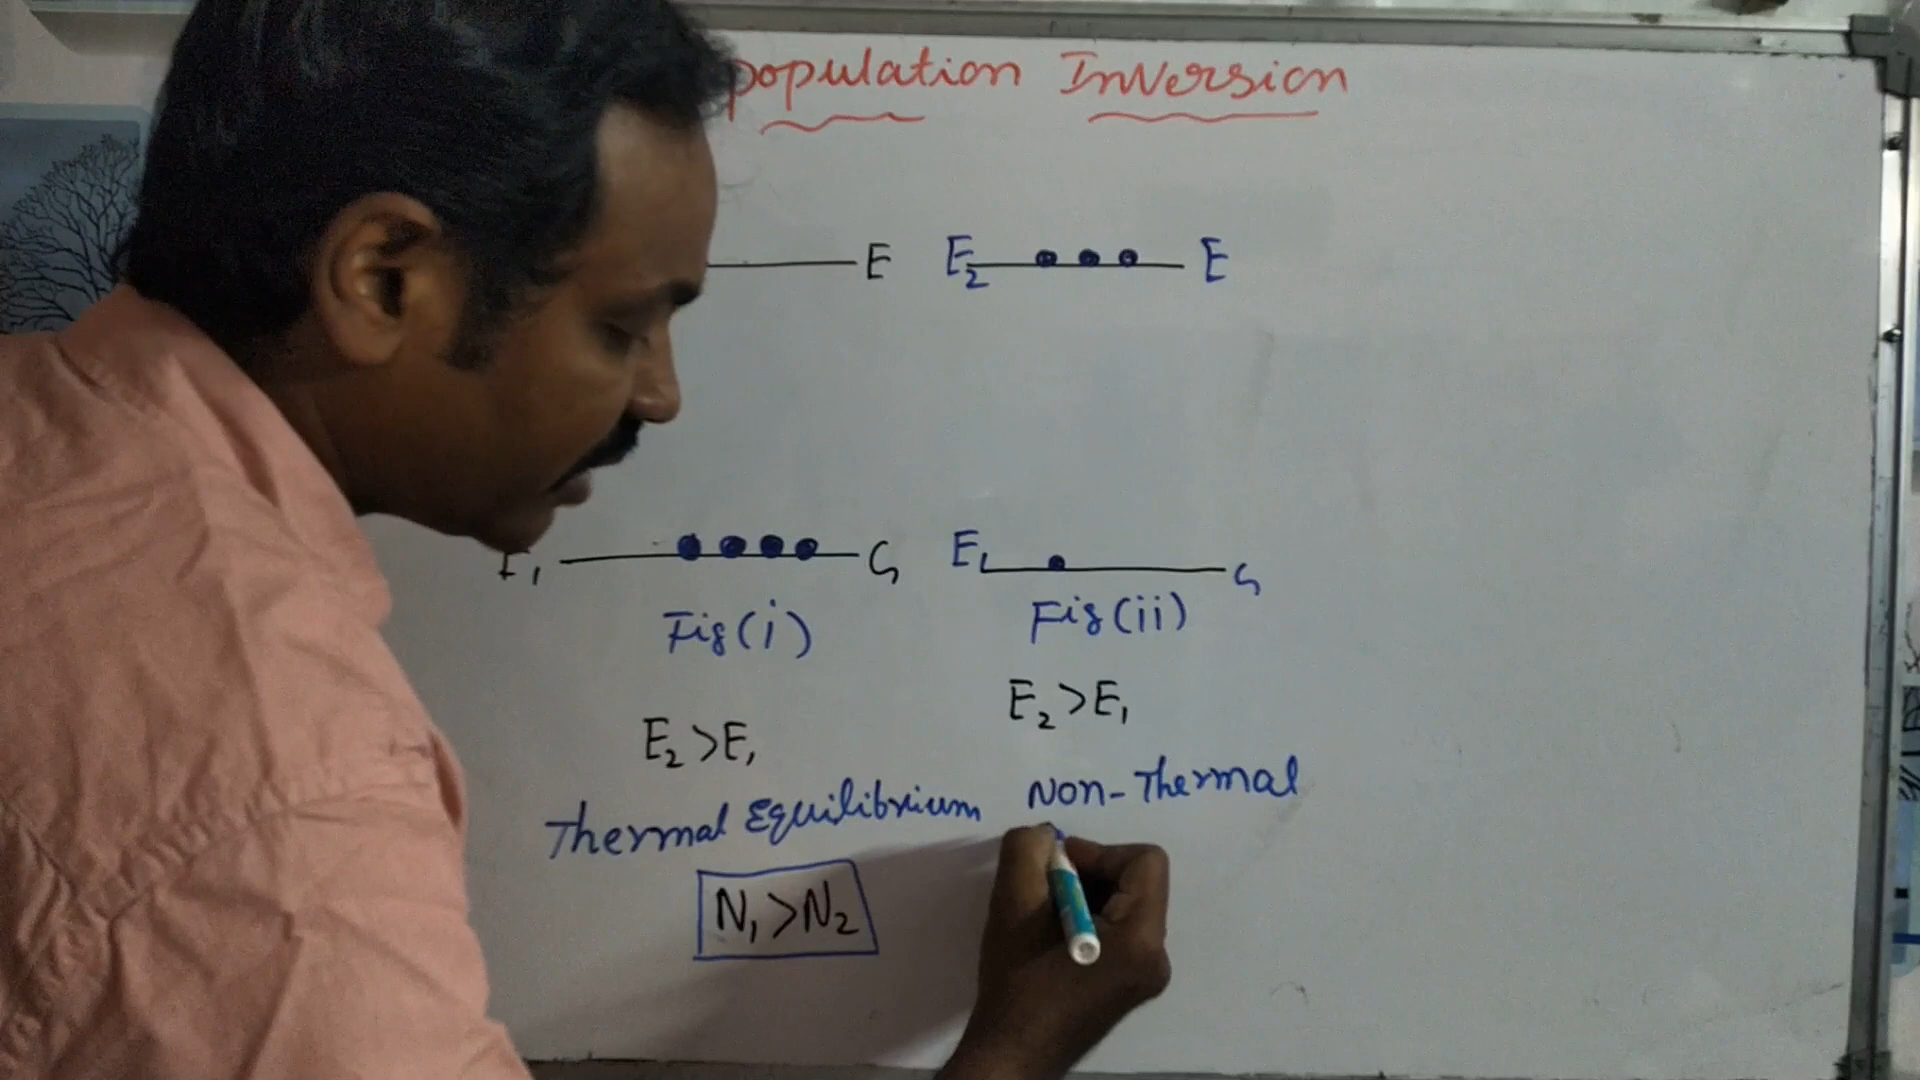 population Inversion
E E₂ E
E₁ G E₁ G
Fig(i) Fig(ii)
E₂ >E₁ E₂ >E₁
Thermal Equilibrium Non-Thermal
N₁ >N₂